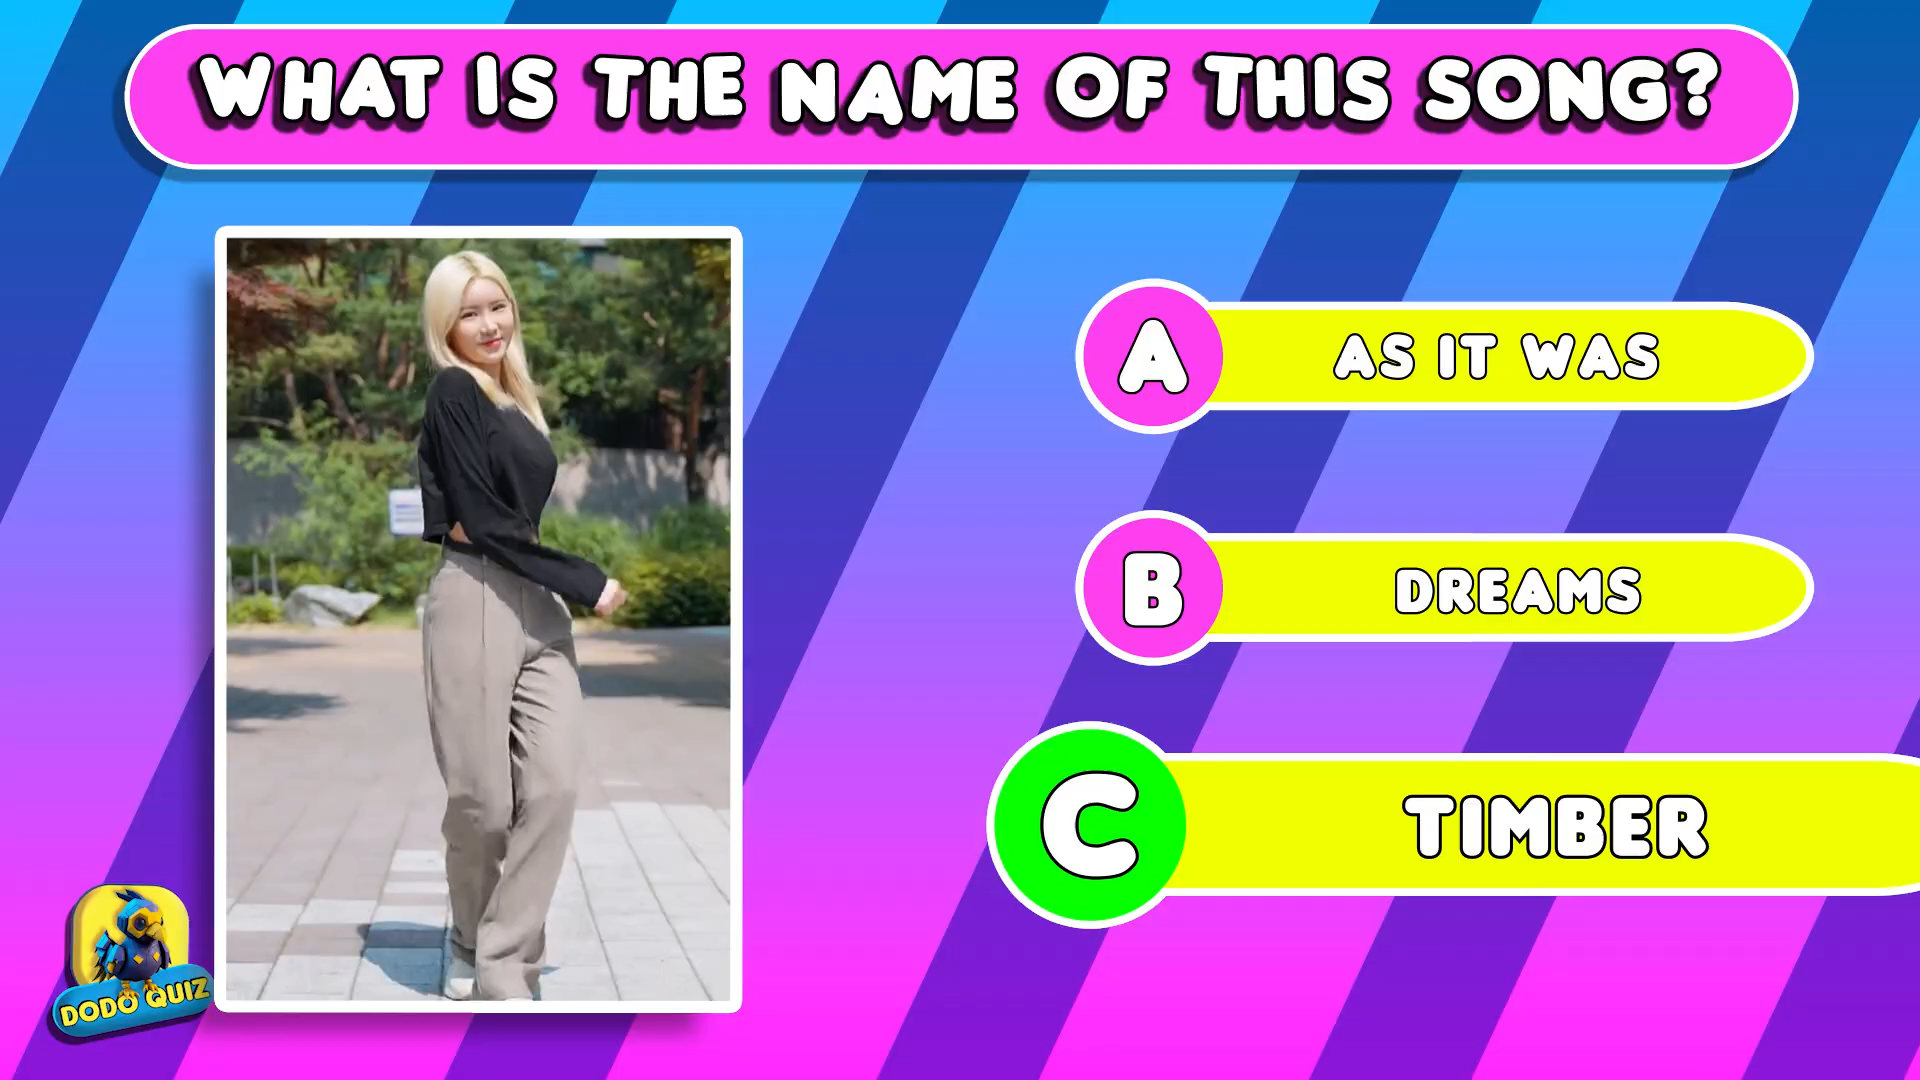 WHAT IS THE NAME OF THIS SONG?
A AS IT WAS
B DREAMS
C TIMBER
DODO QUIZ